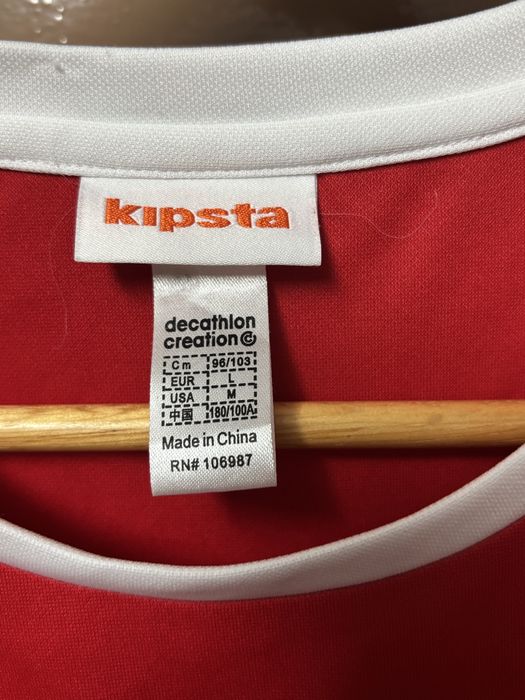 kipsta
decathlon
creation
Cm 96/103
EUR L
USA M
中国 180/100A
Made in China
RN# 106987